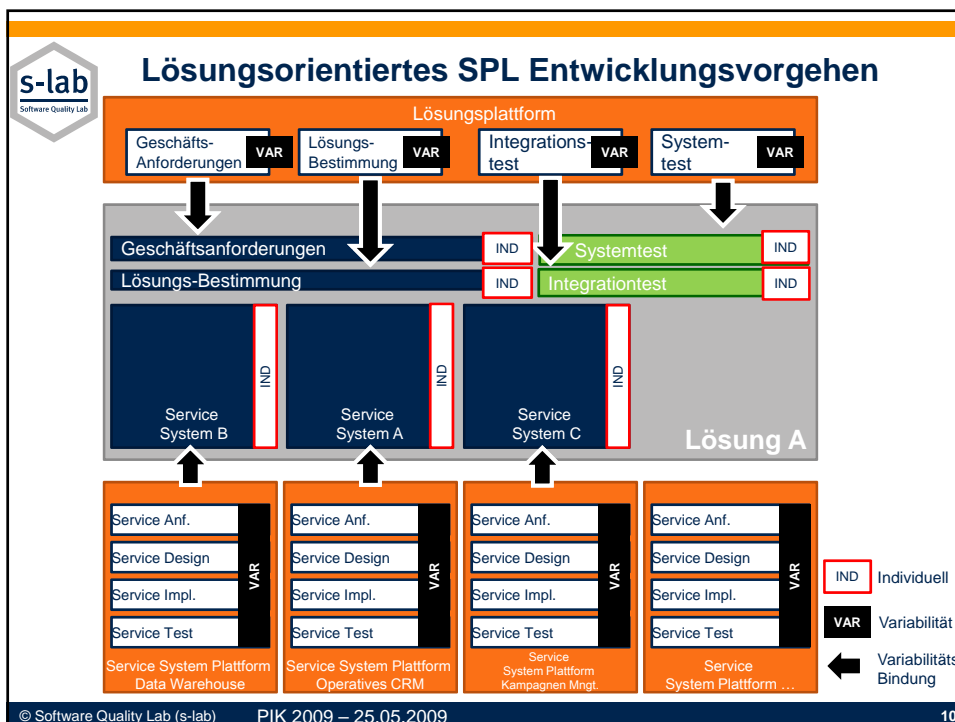 s-lab
Software Quality Lab
Lösungsorientiertes SPL Entwicklungsvorgehen
Lösungsplattform
Geschäfts-
Anforderungen
VAR
Lösungs-
Bestimmung
VAR
Integrations-
test
VAR
System-
test
VAR
Geschäftsanforderungen
IND
Systemtest
IND
Lösungs-Bestimmung
IND
Integrationtest
IND
IND
Service
System B
IND
Service
System A
IND
Service
System C
Lösung A
Service Anf.
Service Design
Service Impl.
Service Test
VAR
Service System Plattform
Data Warehouse
Service Anf.
Service Design
Service Impl.
Service Test
VAR
Service System Plattform
Operatives CRM
Service Anf.
Service Design
Service Impl.
Service Test
VAR
Service
System Plattform
Kampagnen Mngt.
Service Anf.
Service Design
Service Impl.
Service Test
VAR
Service
System Plattform ...
IND Individuell
VAR Variabilität
Variabilitäts
Bindung
© Software Quality Lab (s-lab) PIK 2009 – 25.05.2009 10